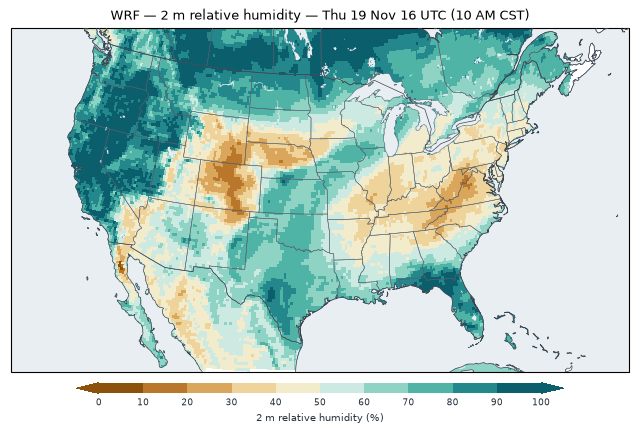 WRF — 2 m relative humidity — Thu 19 Nov 16 UTC (10 AM CST)
0 10 20 30 40 50 60 70 80 90 100
2 m relative humidity (%)